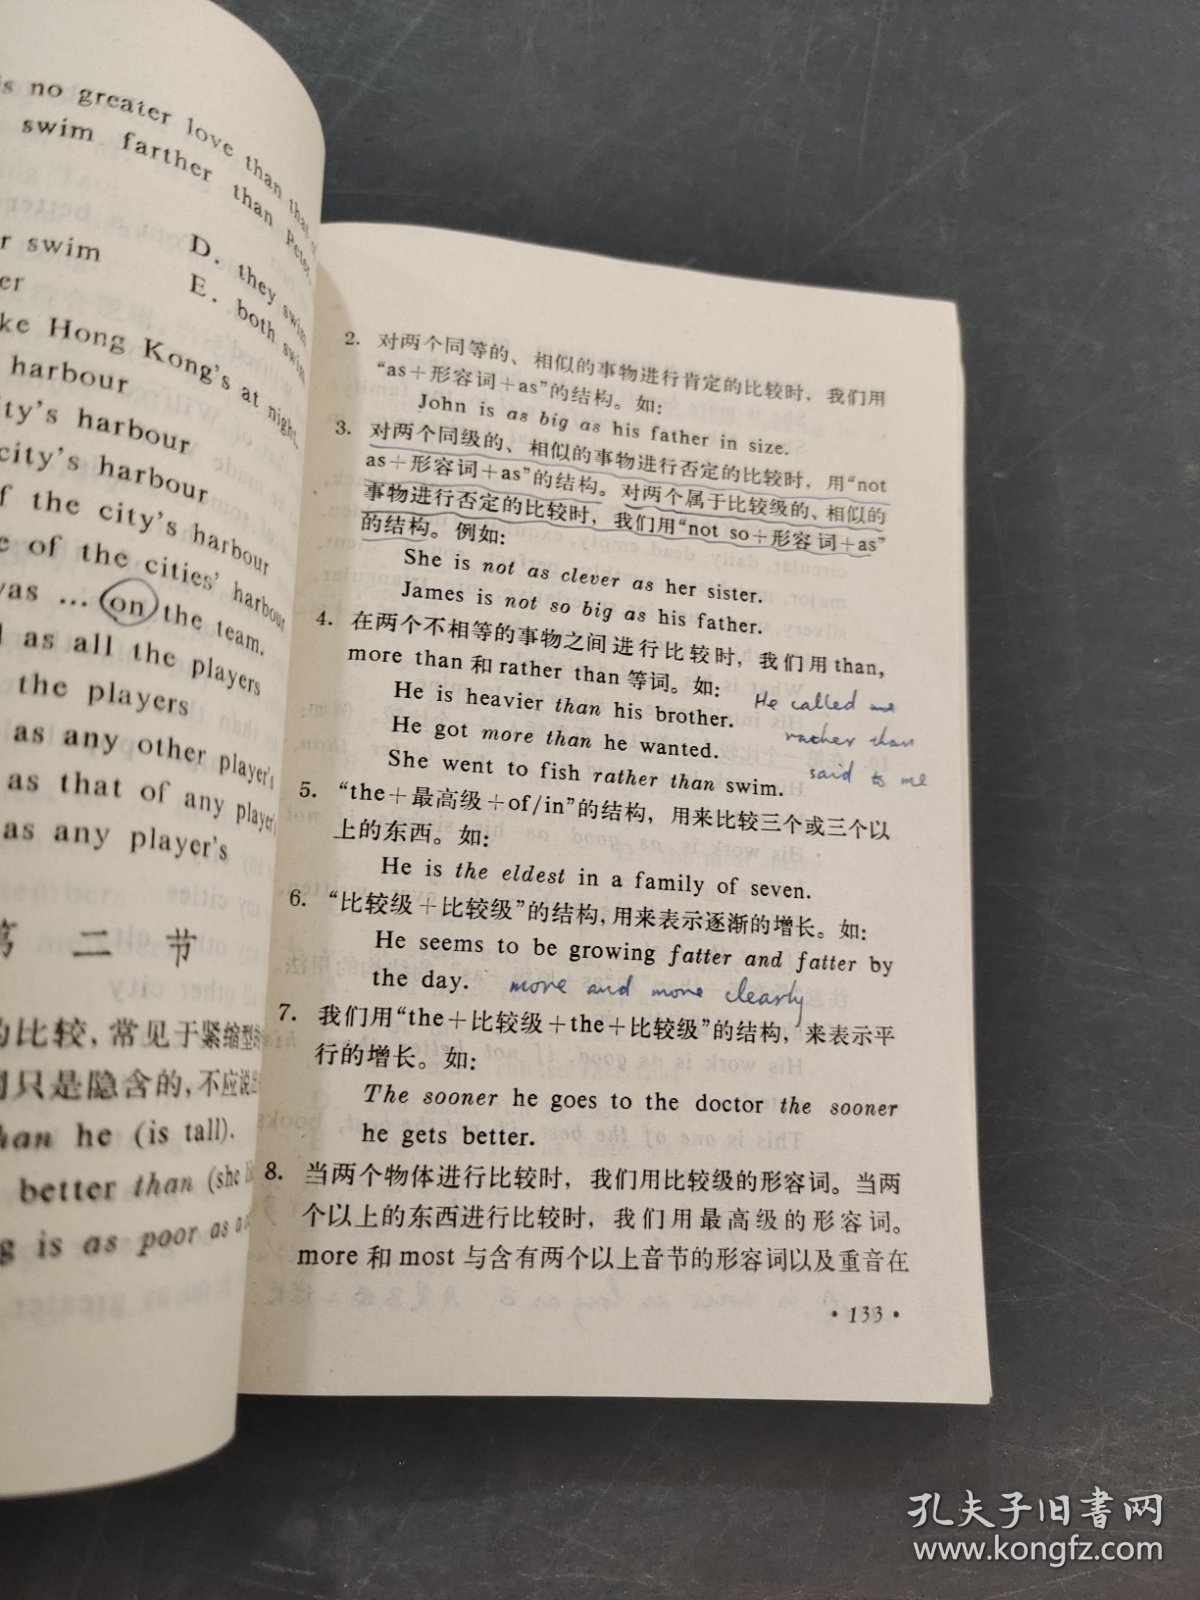 is no greater love than that
swim farther than Peter.
r swim
D. they swim
er
E. both swim
ke Hong Kong's at night.
harbour
ity's harbour
city's harbour
f the city's harbour
e of the cities' harbour
was ... on the team.
l as all the players
the players
as any other player's
as that of any player's
as any player's
第 二 节
的比较, 常见于紧缩型
词只是隐含的, 不应说出
than he (is tall).
better than (she
g is as poor as a
2. 对两个同等的、相似的事物进行肯定的比较时，我们用
“as＋形容词＋as”的结构。如:
John is as big as his father in size.
3. 对两个同级的、相似的事物进行否定的比较时，用“not
as＋形容词＋as”的结构。对两个属于比较级的、相似的
事物进行否定的比较时，我们用“not so＋形容词＋as”
的结构。例如:
She is not as clever as her sister.
James is not so big as his father.
4. 在两个不相等的事物之间进行比较时，我们用than,
more than 和 rather than 等词。如:
He is heavier than his brother.
He got more than he wanted.
She went to fish rather than swim.
He called me
rather than
said to me
5. “the＋最高级＋of/in”的结构，用来比较三个或三个以
上的东西。如:
He is the eldest in a family of seven.
6. “比较级＋比较级”的结构, 用来表示逐渐的增长。如:
He seems to be growing fatter and fatter by
the day.
more and more clearly
7. 我们用“the＋比较级＋the＋比较级”的结构，来表示平
行的增长。如:
The sooner he goes to the doctor the sooner
he gets better.
8. 当两个物体进行比较时，我们用比较级的形容词。当两
个以上的东西进行比较时，我们用最高级的形容词。
more 和 most 与含有两个以上音节的形容词以及重音在
• 133 •
孔夫子旧书网
www.kongfz.com